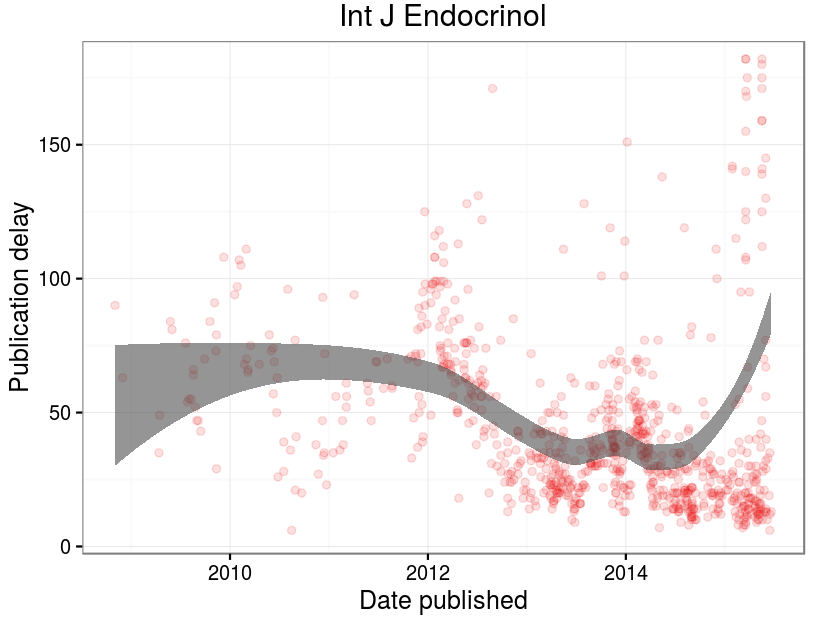 Int J Endocrinol
Publication delay
150
100
50
0
2010 2012 2014
Date published